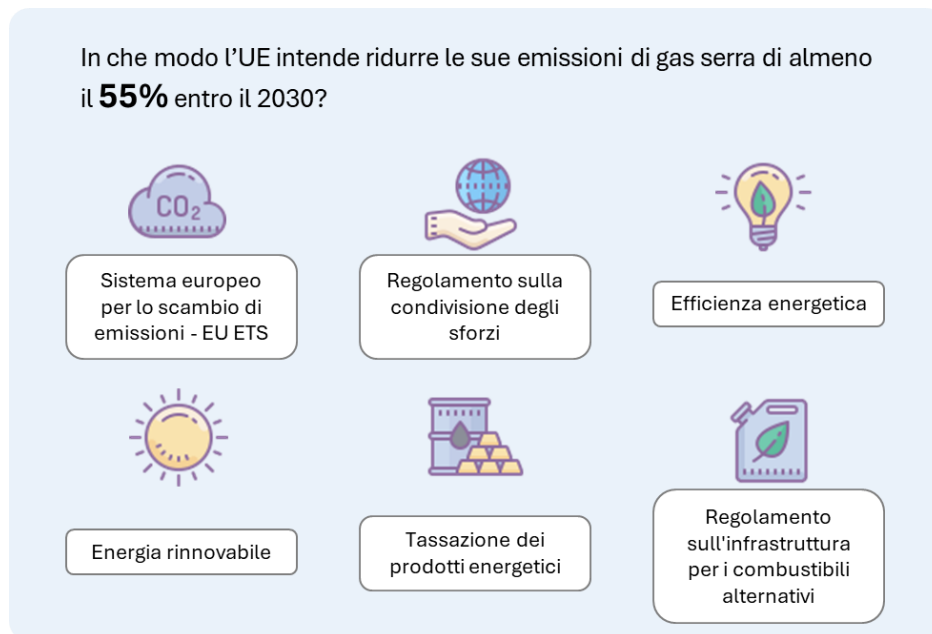 In che modo l’UE intende ridurre le sue emissioni di gas serra di almeno
il 55% entro il 2030?
CO₂
Sistema europeo
per lo scambio di
emissioni - EU ETS
Regolamento sulla
condivisione degli
sforzi
Efficienza energetica
Energia rinnovabile
Tassazione dei
prodotti energetici
Regolamento
sull'infrastruttura
per i combustibili
alternativi